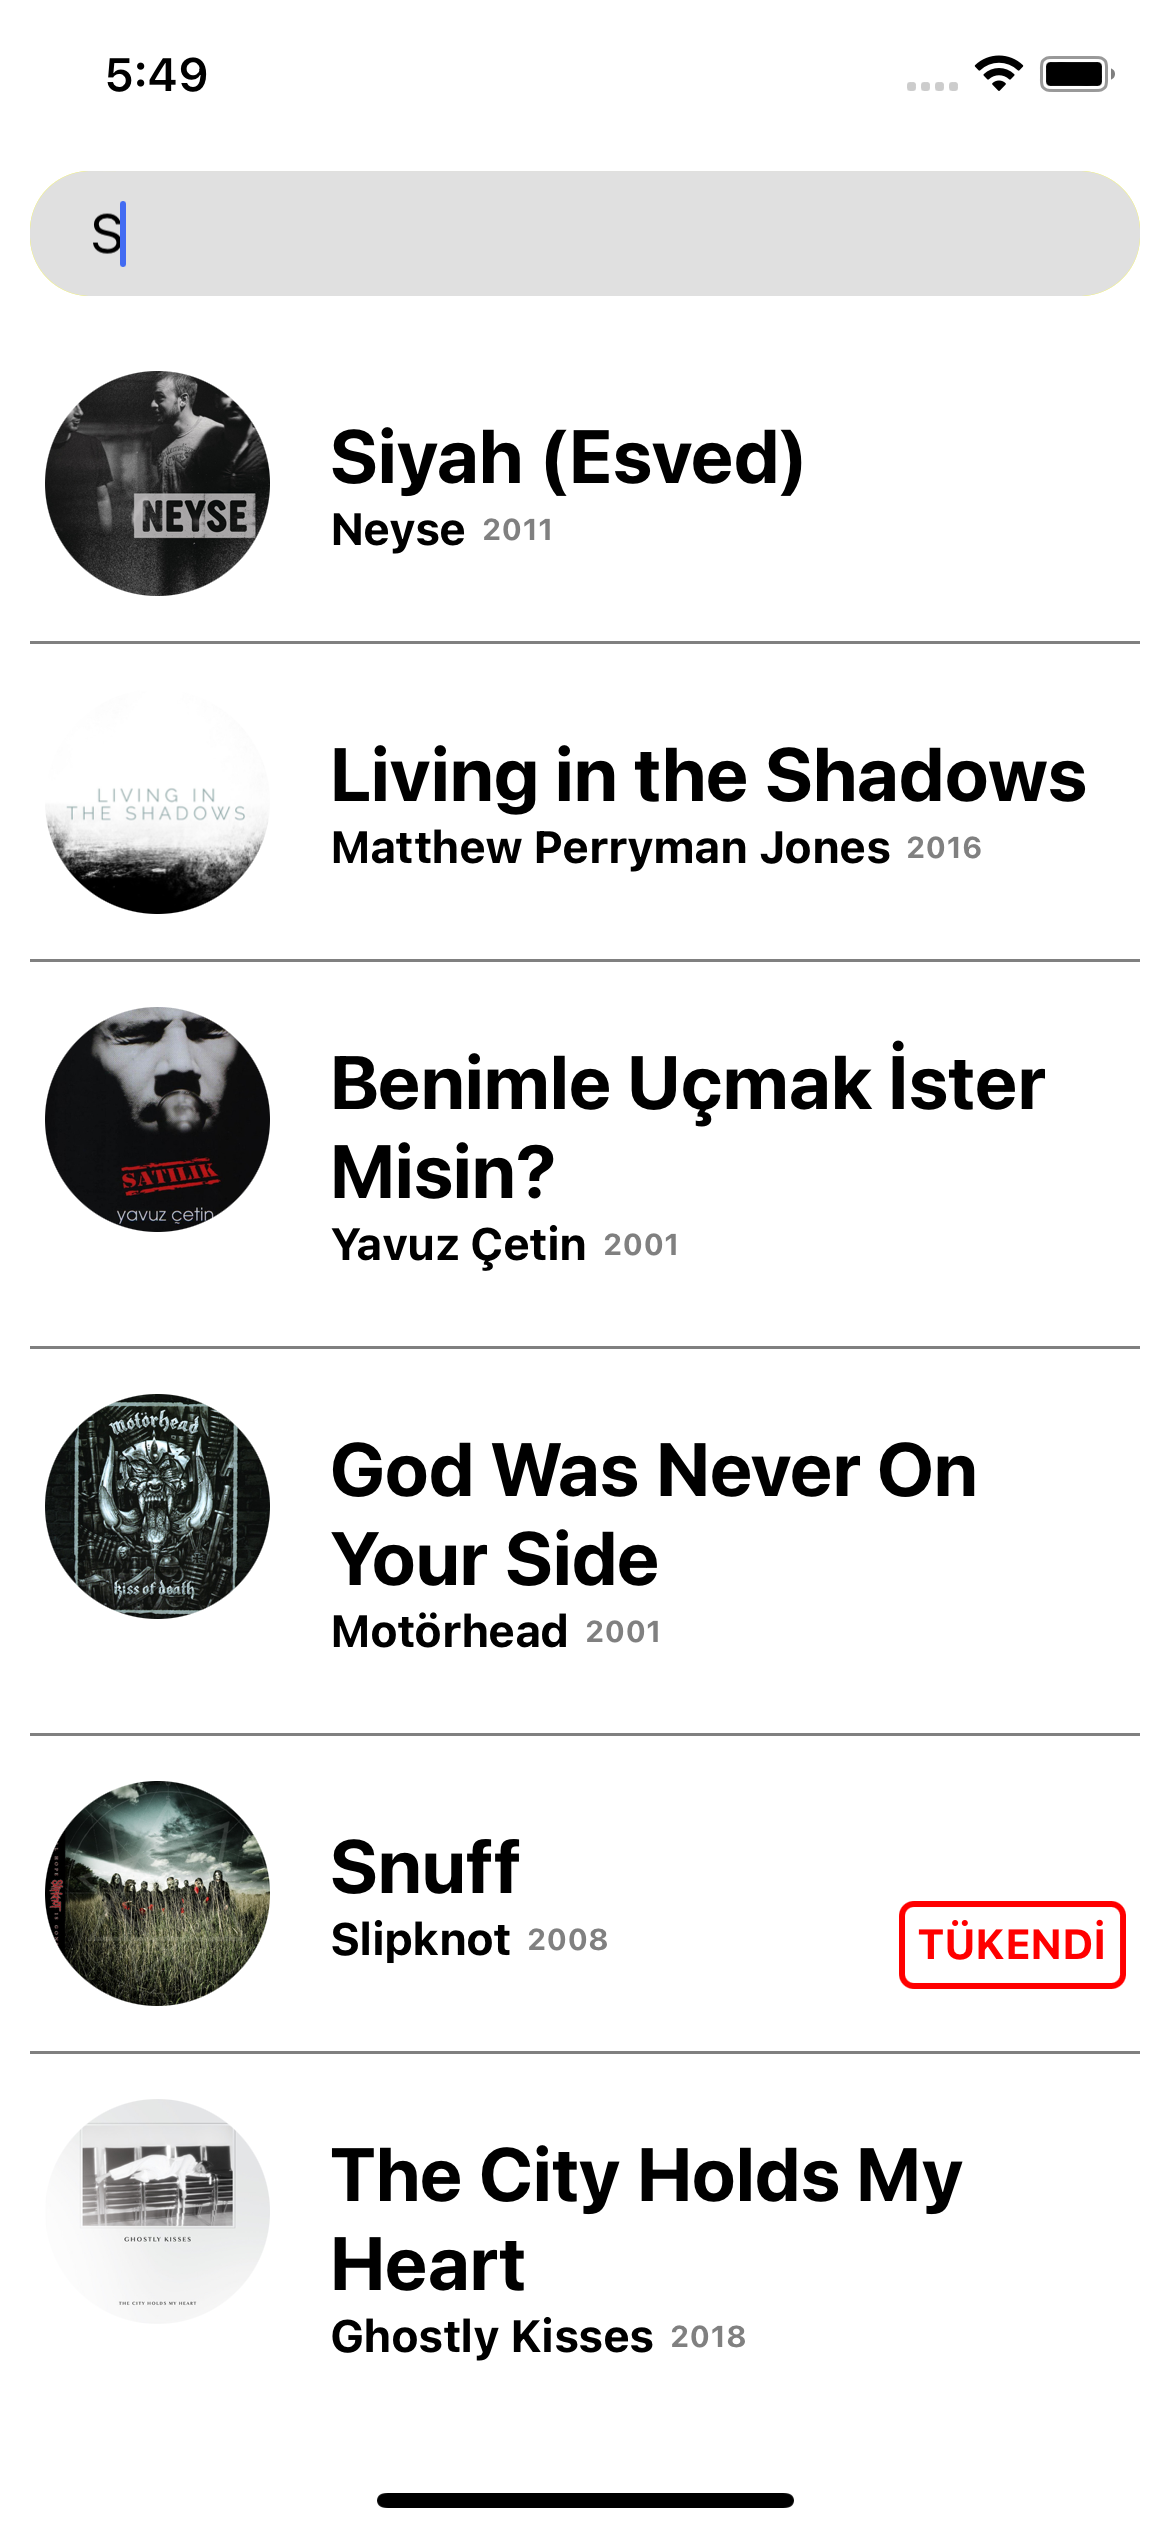 5:49
S
NEYSE
Siyah (Esved)
Neyse 2011
LIVING IN
THE SHADOWS
Living in the Shadows
Matthew Perryman Jones 2016
SATILIK
yavuz çetin
Benimle Uçmak İster
Misin?
Yavuz Çetin 2001
motörhead
kiss of death
God Was Never On
Your Side
Motörhead 2001
Snuff
Slipknot 2008
TÜKENDİ
GHOSTLY KISSES
THE CITY HOLDS MY HEART
The City Holds My
Heart
Ghostly Kisses 2018